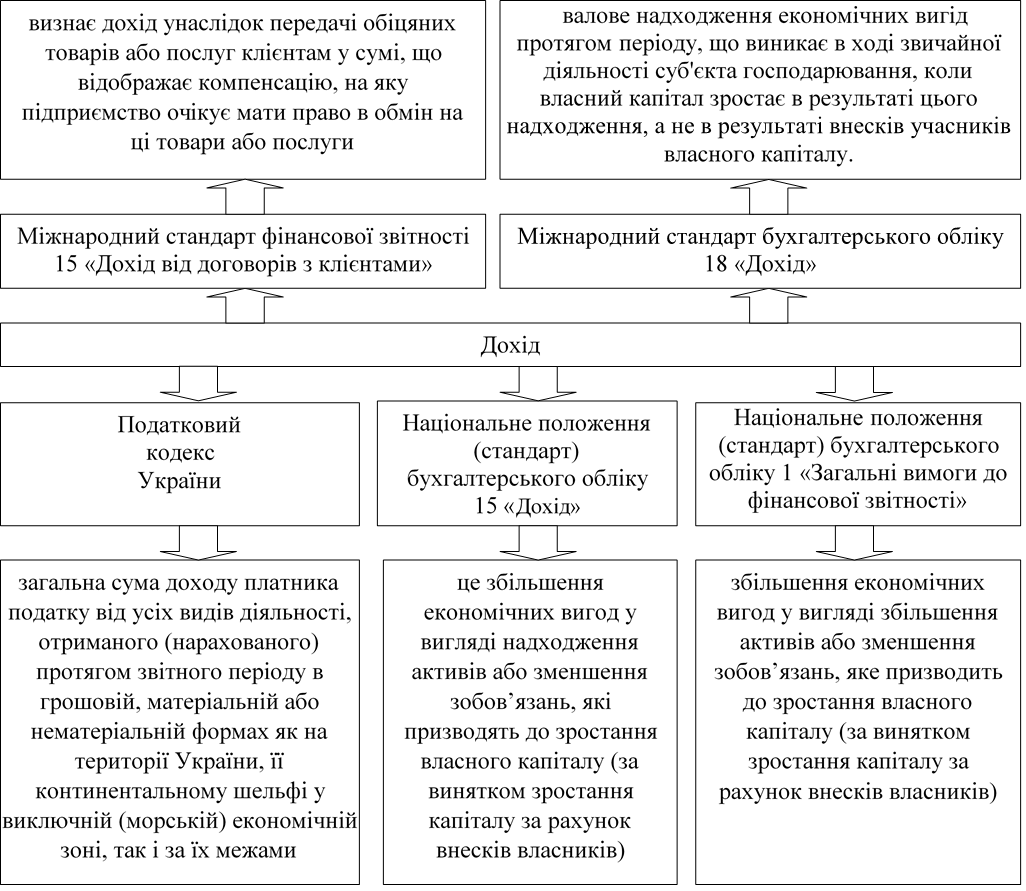 визнає дохід унаслідок передачі обіцяних
товарів або послуг клієнтам у сумі, що
відображає компенсацію, на яку
підприємство очікує мати право в обмін на
ці товари або послуги
валове надходження економічних вигід
протягом періоду, що виникає в ході звичайної
діяльності суб'єкта господарювання, коли
власний капітал зростає в результаті цього
надходження, а не в результаті внесків учасників
власного капіталу.
Міжнародний стандарт фінансової звітності
15 «Дохід від договорів з клієнтами»
Міжнародний стандарт бухгалтерського обліку
18 «Дохід»
Дохід
Податковий
кодекс
України
Національне положення
(стандарт)
бухгалтерського обліку
15 «Дохід»
Національне положення
(стандарт) бухгалтерського
обліку 1 «Загальні вимоги до
фінансової звітності»
загальна сума доходу платника
податку від усіх видів діяльності,
отриманого (нарахованого)
протягом звітного періоду в
грошовій, матеріальній або
нематеріальній формах як на
території України, її
континентальному шельфі у
виключній (морській) економічній
зоні, так і за їх межами
це збільшення
економічних вигод у
вигляді надходження
активів або зменшення
зобов’язань, які
призводять до зростання
власного капіталу (за
винятком зростання
капіталу за рахунок
внесків власників)
збільшення економічних
вигод у вигляді збільшення
активів або зменшення
зобов’язань, яке призводить
до зростання власного
капіталу (за винятком
зростання капіталу за
рахунок внесків власників)